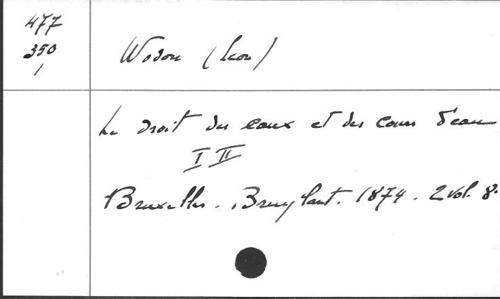 477
350
1
Wodon (Léon)
Le droit des eaux et des cours d'eau
I II
Bruxelles. Bruylant. 1874. 2 vol. 8°